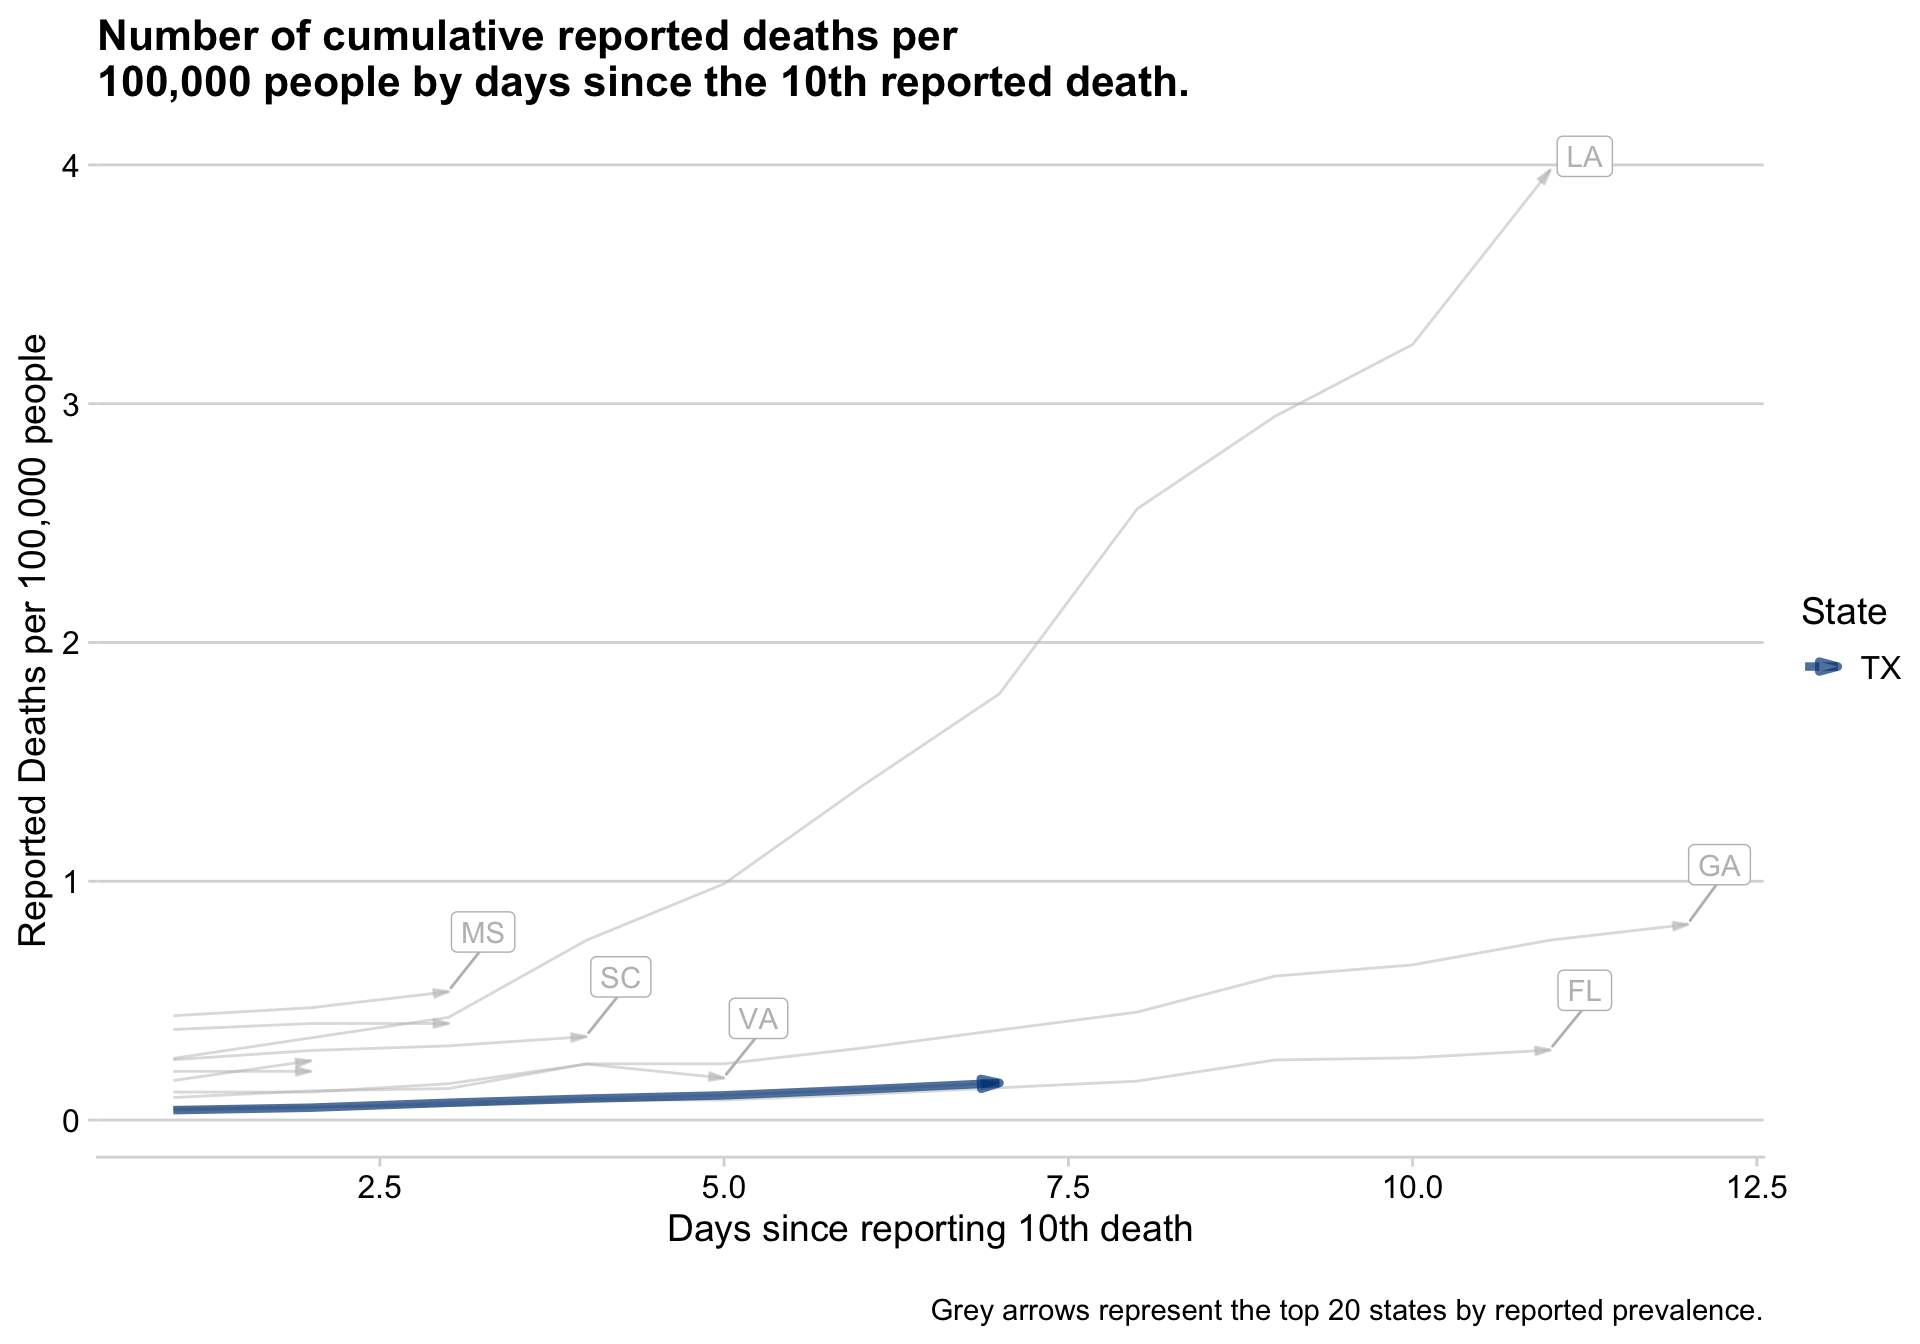 Number of cumulative reported deaths per
100,000 people by days since the 10th reported death.
Reported Deaths per 100,000 people
4
3
2
1
0
LA
GA
MS
SC
FL
VA
State
TX
2.5
5.0
7.5
10.0
12.5
Days since reporting 10th death
Grey arrows represent the top 20 states by reported prevalence.